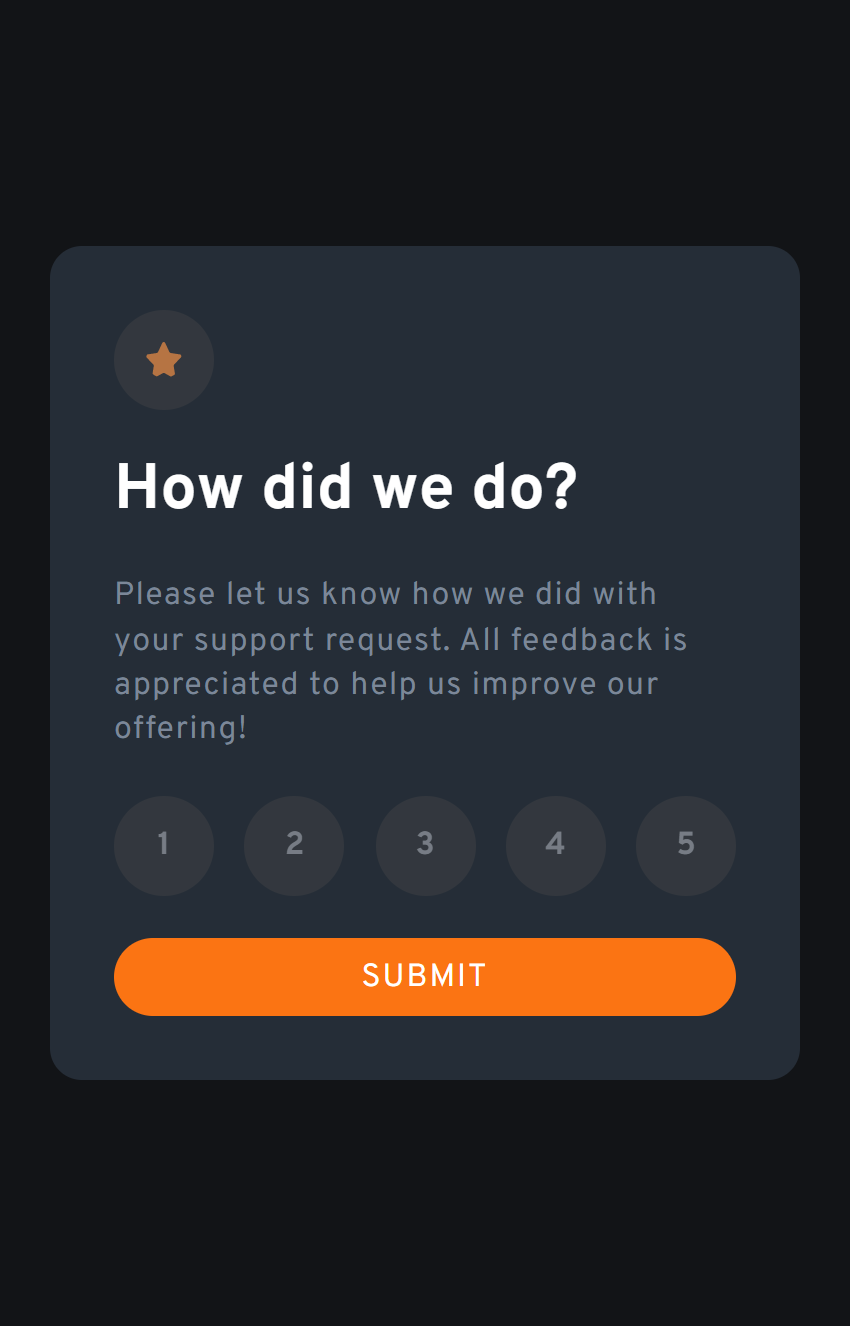 How did we do?
Please let us know how we did with
your support request. All feedback is
appreciated to help us improve our
offering!
1 2 3 4 5
SUBMIT